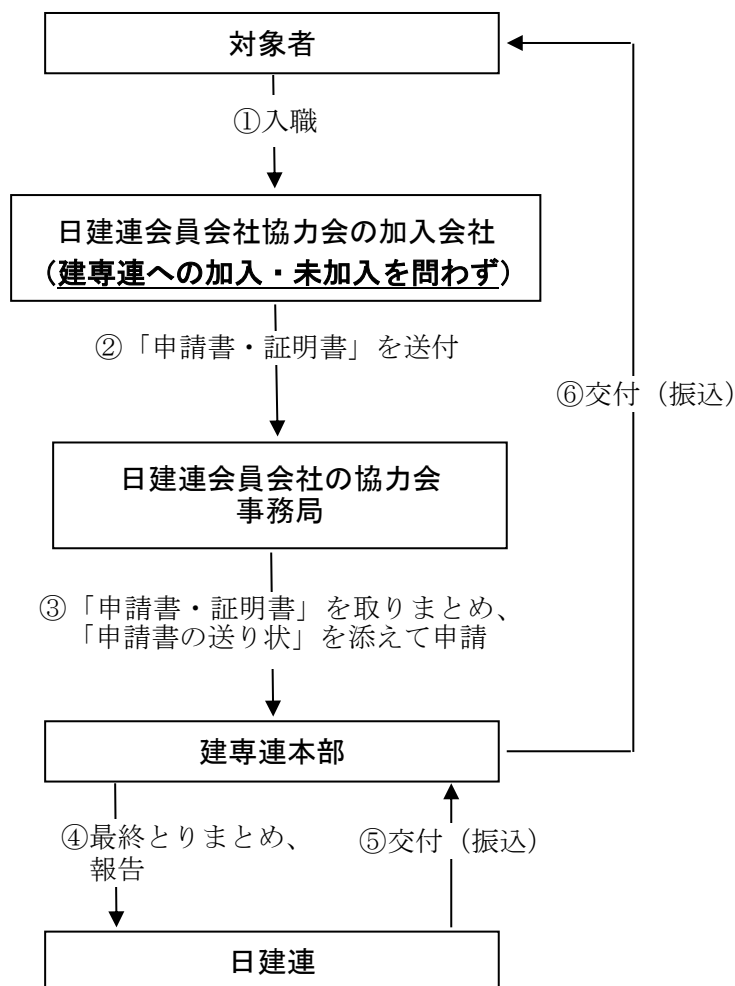 対象者
①入職
日建連会員会社協力会の加入会社
（建専連への加入・未加入を問わず）
②「申請書・証明書」を送付
⑥交付（振込）
日建連会員会社の協力会
事務局
③「申請書・証明書」を取りまとめ、
「申請書の送り状」を添えて申請
建専連本部
④最終とりまとめ、
報告
⑤交付（振込）
日建連